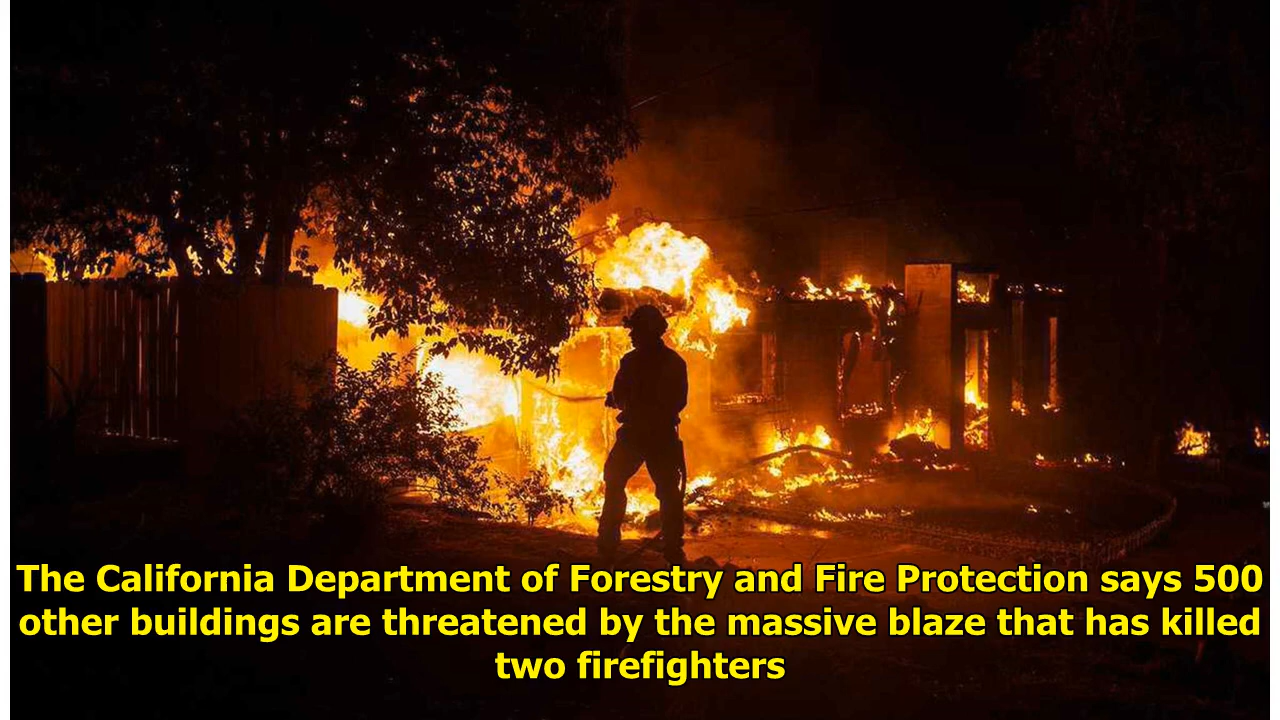 The California Department of Forestry and Fire Protection says 500
other buildings are threatened by the massive blaze that has killed
two firefighters